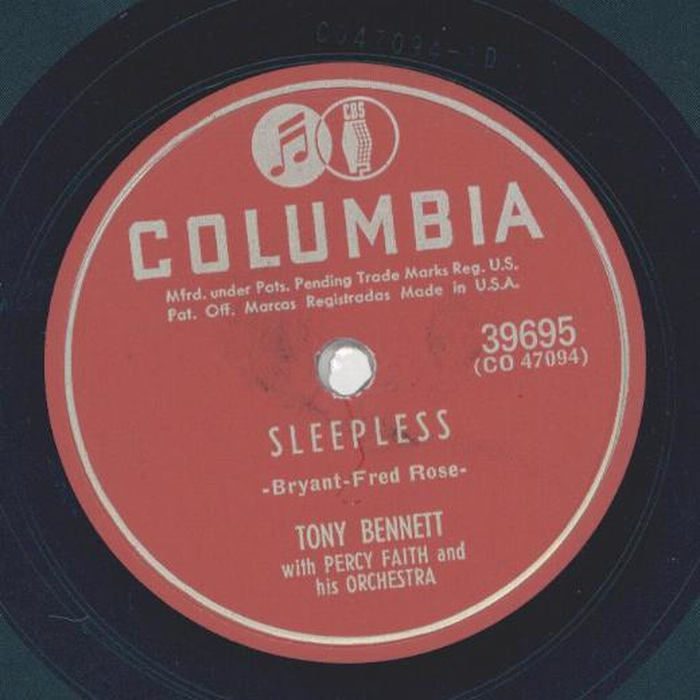 CO47094-1D
CBS
COLUMBIA
Mfrd. under Pats. Pending Trade Marks Reg. U.S.
Pat. Off. Marcas Registradas Made in U.S.A.
39695
(CO 47094)
SLEEPLESS
-Bryant-Fred Rose-
TONY BENNETT
with PERCY FAITH and
his ORCHESTRA